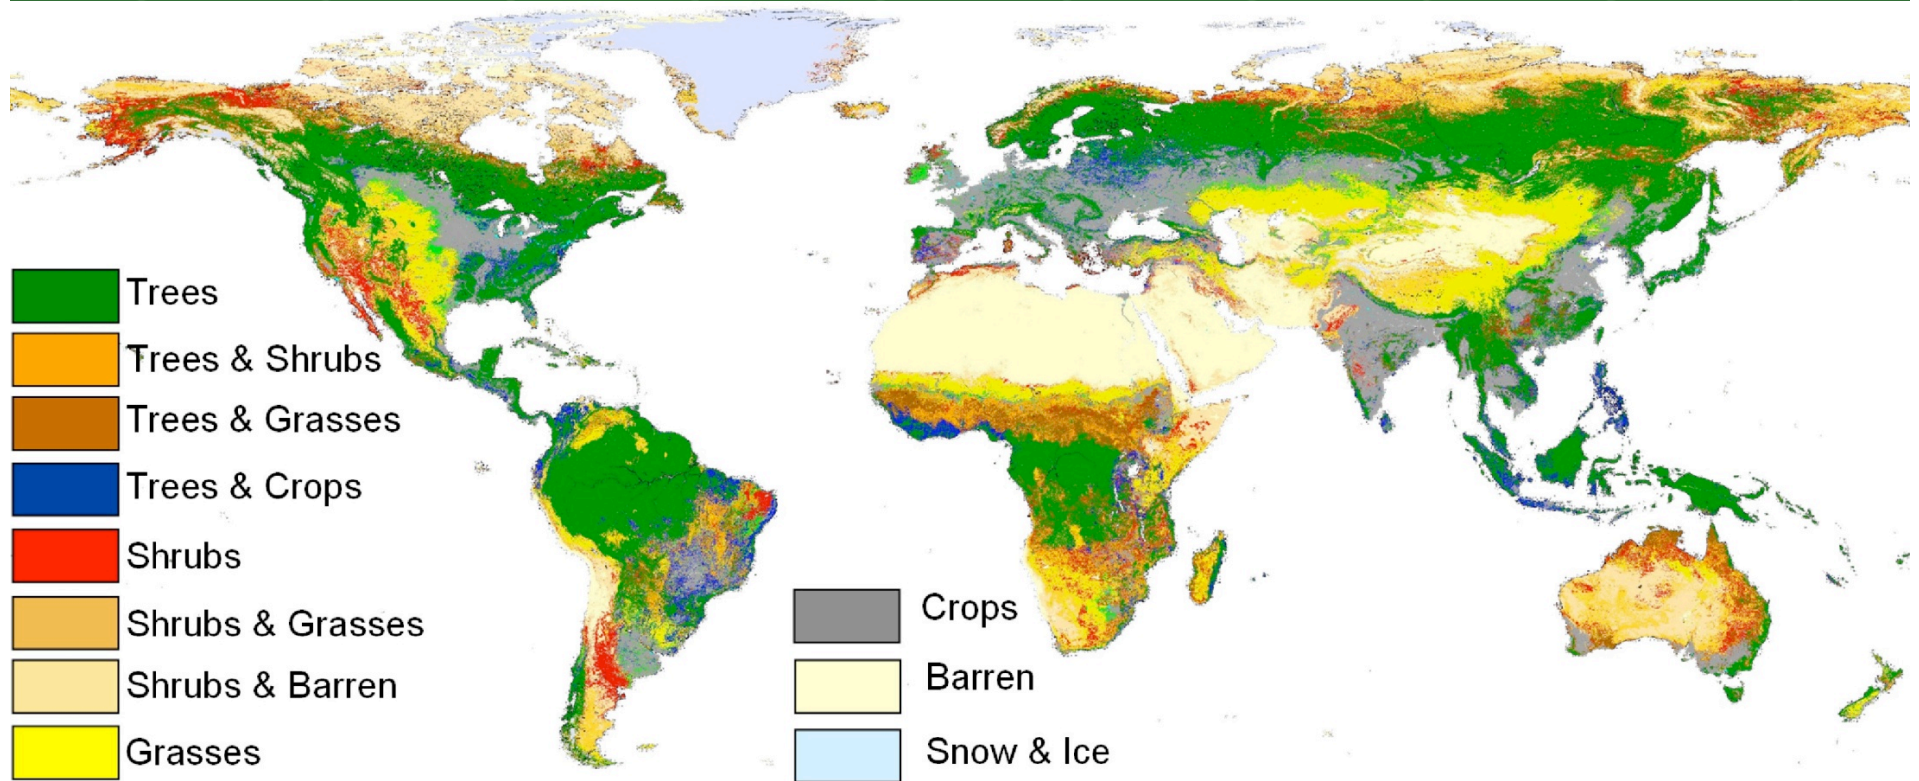 Trees
Trees & Shrubs
Trees & Grasses
Trees & Crops
Shrubs
Shrubs & Grasses
Shrubs & Barren
Grasses
Crops
Barren
Snow & Ice